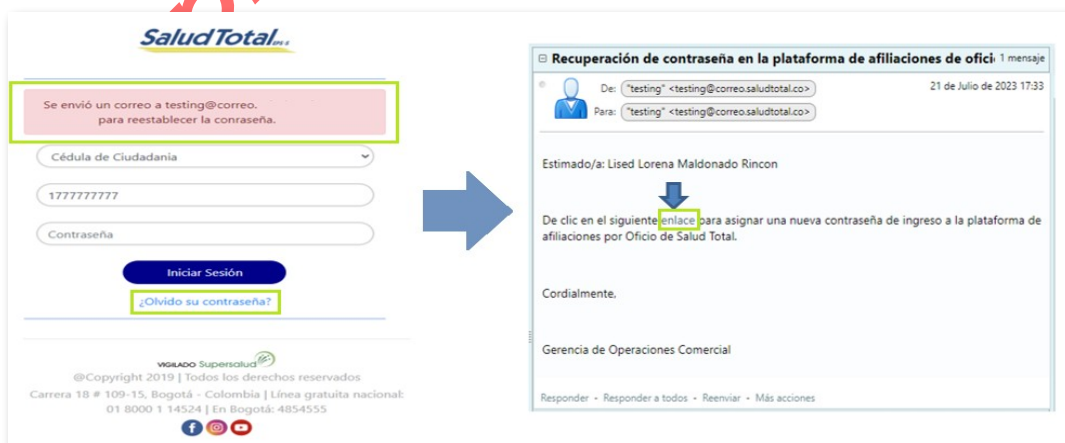 SaludTotal EPS-S
Se envió un correo a testing@correo.
para reestablecer la conraseña.
Cédula de Ciudadania
1777777777
Contraseña
Iniciar Sesión
¿Olvido su contraseña?
VIGILADO Supersalud
@Copyright 2019 | Todos los derechos reservados
Carrera 18 # 109-15, Bogotá - Colombia | Línea gratuita nacional:
01 8000 1 14524 | En Bogotá: 4854555
Recuperación de contraseña en la plataforma de afiliaciones de ofici 1 mensaje
De: "testing" <testing@correo.saludtotal.co> 21 de Julio de 2023 17:33
Para: "testing" <testing@correo.saludtotal.co>
Estimado/a: Lised Lorena Maldonado Rincon
De clic en el siguiente enlace para asignar una nueva contraseña de ingreso a la plataforma de
afiliaciones por Oficio de Salud Total.
Cordialmente,
Gerencia de Operaciones Comercial
Responder - Responder a todos - Reenviar - Más acciones